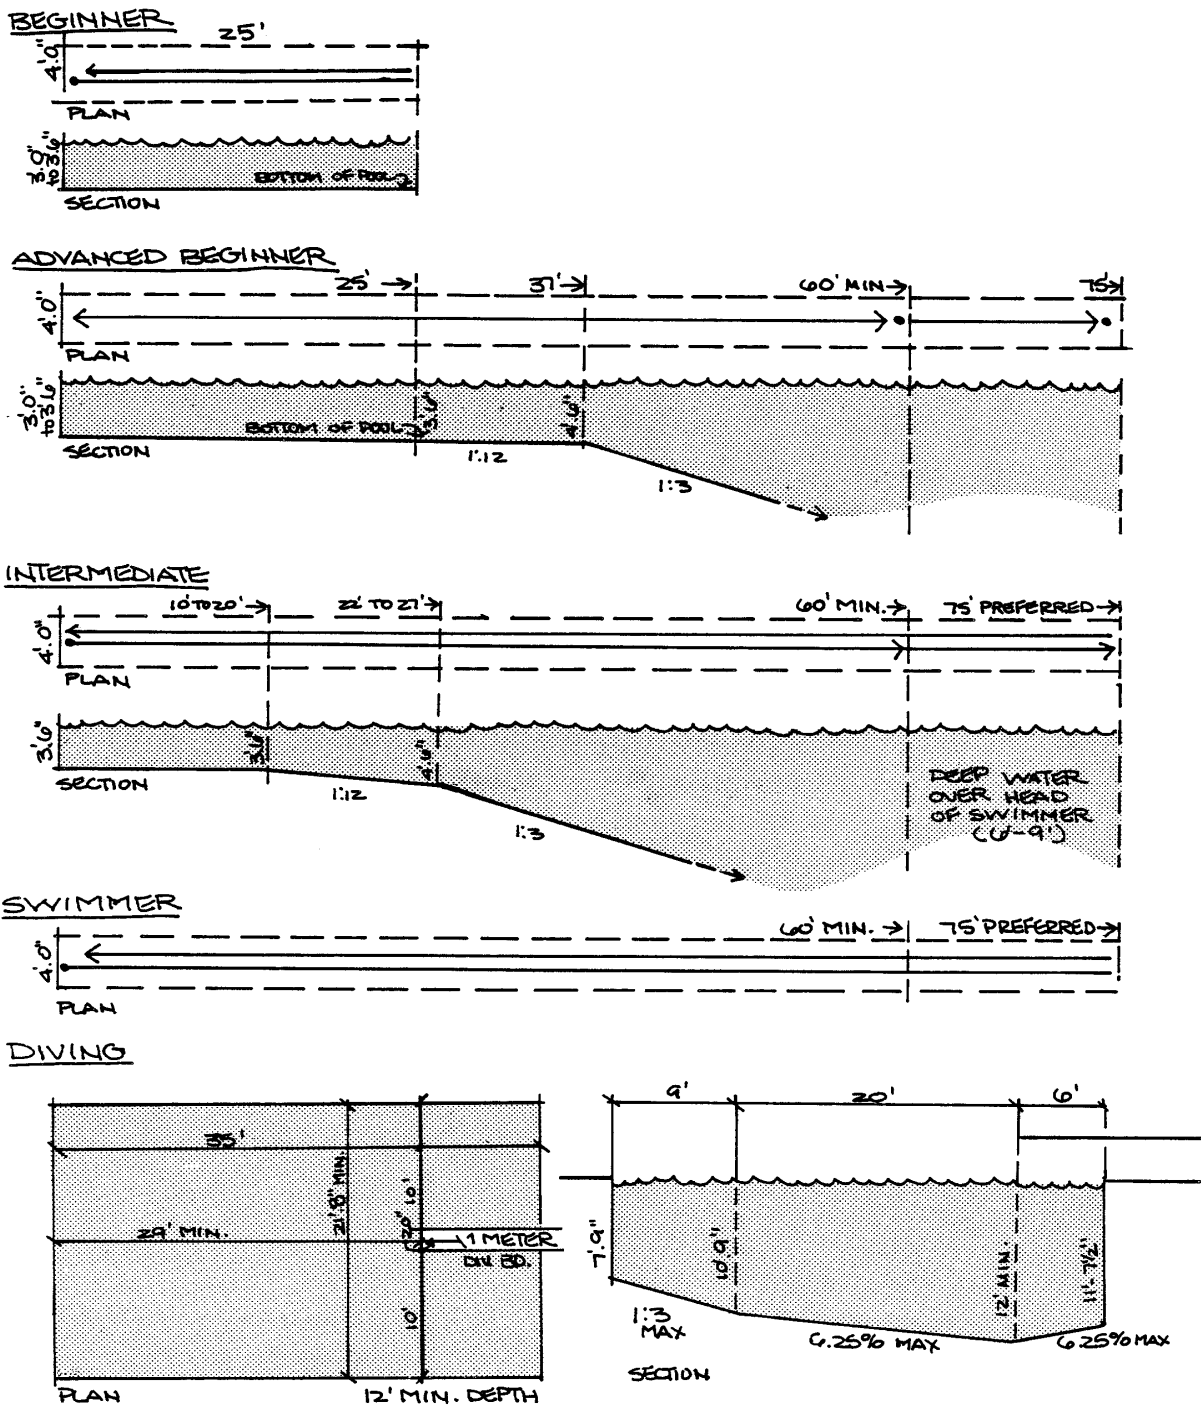 BEGINNER
25'
4'.0"
PLAN
3'.0"
to 3'.6"
BOTTOM OF POOL
SECTION
ADVANCED BEGINNER
25'
37'
60' MIN
75'
4'.0"
PLAN
3'.0"
to 3'.6"
BOTTOM OF POOL
3'.6"
4'.6"
SECTION
1:12
1:3
INTERMEDIATE
10' TO 20'
22' TO 27'
60' MIN.
75' PREFERRED
4'.0"
PLAN
3'.6"
3'.6"
4'.6"
SECTION
1:12
1:3
DEEP WATER
OVER HEAD
OF SWIMMER
(6'-9')
SWIMMER
60' MIN.
75' PREFERRED
4'.0"
PLAN
DIVING
35'
21'.8" MIN.
10'
20"
29' MIN.
1 METER
DIV. BD.
10'
PLAN
12' MIN. DEPTH
9'
20'
6'
7'.9"
10'.9"
12' MIN.
11'-7½"
1:3
MAX
6.25% MAX
6.25% MAX
SECTION